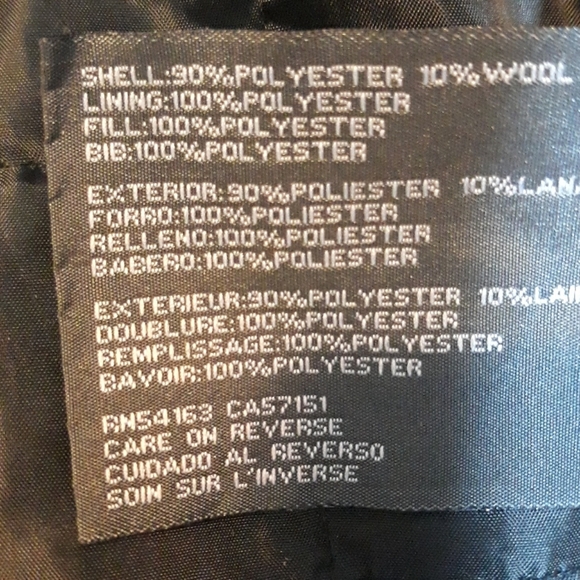 SHELL:90%POLYESTER 10%WOOL
LINING:100%POLYESTER
FILL:100%POLYESTER
BIB:100%POLYESTER
EXTERIOR:90%POLIESTER 10%LANA
FORRO:100%POLIESTER
RELLENO:100%POLIESTER
BABERO:100%POLIESTER
EXTERIEUR:90%POLYESTER 10%LAI
DOUBLURE:100%POLYESTER
REMPLISSAGE:100%POLYESTER
BAVOIR:100%POLYESTER
RN54163 CA57151
CARE ON REVERSE
CUIDADO AL REVERSO
SOIN SUR L'INVERSE